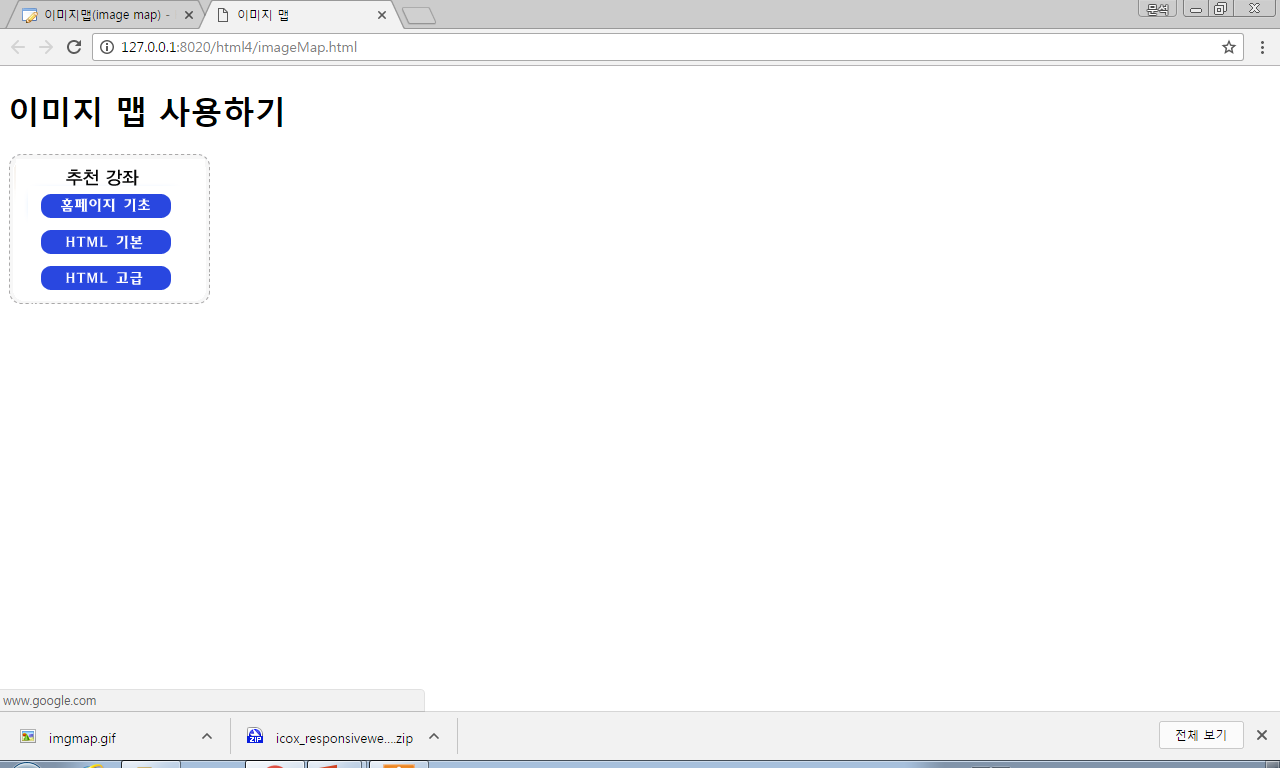 이미지맵(image map) -
이미지 맵
문석
127.0.0.1:8020/html4/imageMap.html
이미지 맵 사용하기
추천 강좌
홈페이지 기초
HTML 기본
HTML 고급
www.google.com
imgmap.gif
icox_responsivewe....zip
전체 보기